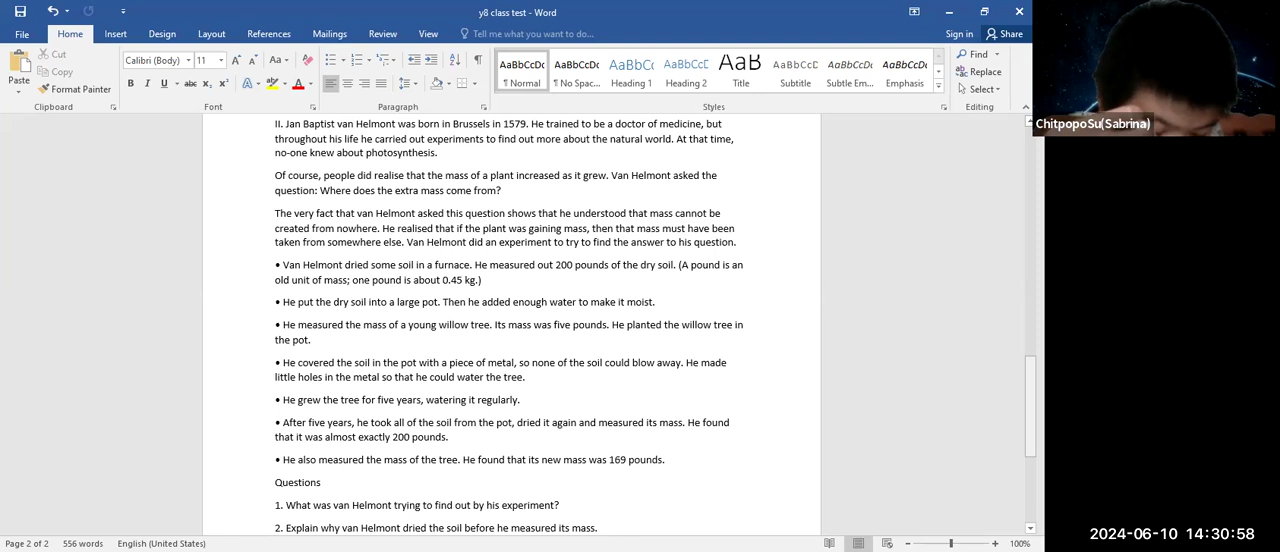 y8 class test - Word
File Home Insert Design Layout References Mailings Review View Tell me what you want to do... Sign in Share
Paste
Cut
Copy
Format Painter
Clipboard
Calibri (Body) 11
Font
Paragraph
AaBbCcDc AaBbCcDc AaBbCc AaBbCcD AaB AaBbCcD AaBbCcDc AaBbCcDc
¶ Normal ¶ No Spac... Heading 1 Heading 2 Title Subtitle Subtle Em... Emphasis
Styles
Find
Replace
Select
Editing
ChitpopoSu(Sabrina)
II. Jan Baptist van Helmont was born in Brussels in 1579. He trained to be a doctor of medicine, but
throughout his life he carried out experiments to find out more about the natural world. At that time,
no-one knew about photosynthesis.
Of course, people did realise that the mass of a plant increased as it grew. Van Helmont asked the
question: Where does the extra mass come from?
The very fact that van Helmont asked this question shows that he understood that mass cannot be
created from nowhere. He realised that if the plant was gaining mass, then that mass must have been
taken from somewhere else. Van Helmont did an experiment to try to find the answer to his question.
• Van Helmont dried some soil in a furnace. He measured out 200 pounds of the dry soil. (A pound is an
old unit of mass; one pound is about 0.45 kg.)
• He put the dry soil into a large pot. Then he added enough water to make it moist.
• He measured the mass of a young willow tree. Its mass was five pounds. He planted the willow tree in
the pot.
• He covered the soil in the pot with a piece of metal, so none of the soil could blow away. He made
little holes in the metal so that he could water the tree.
• He grew the tree for five years, watering it regularly.
• After five years, he took all of the soil from the pot, dried it again and measured its mass. He found
that it was almost exactly 200 pounds.
• He also measured the mass of the tree. He found that its new mass was 169 pounds.
Questions
1. What was van Helmont trying to find out by his experiment?
2. Explain why van Helmont dried the soil before he measured its mass.
Page 2 of 2 556 words English (United States) 100%
2024-06-10 14:30:58